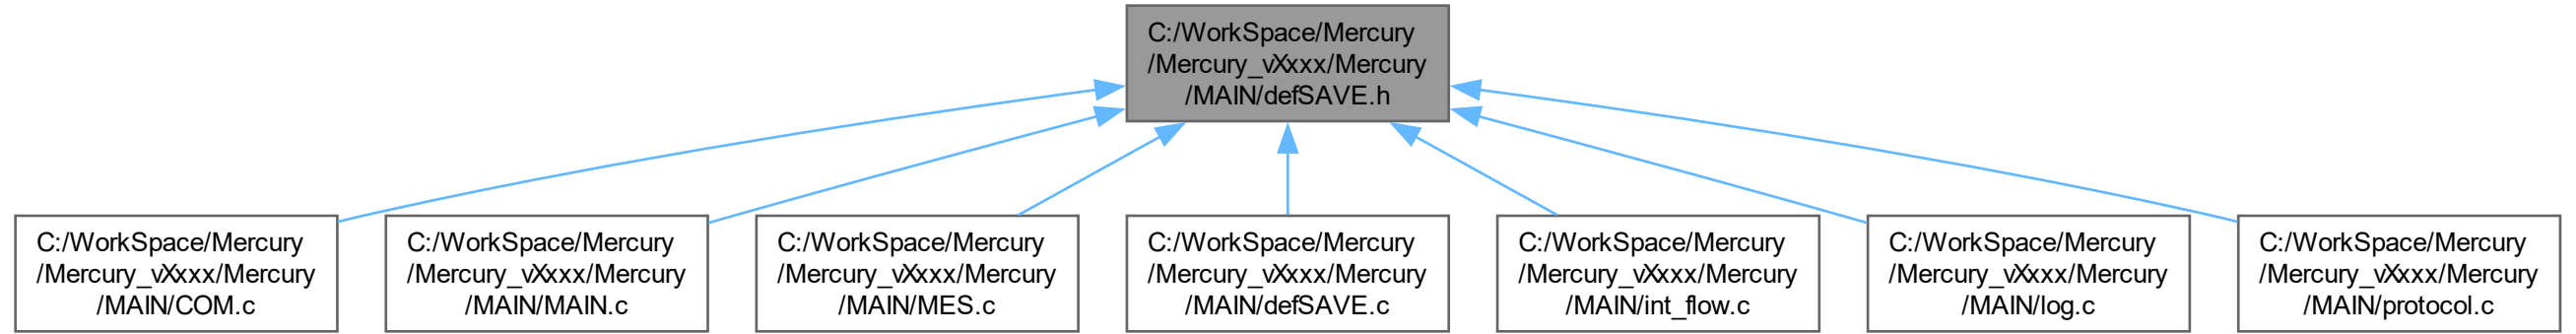 C:/WorkSpace/Mercury
/Mercury_vXxxx/Mercury
/MAIN/defSAVE.h
C:/WorkSpace/Mercury
/Mercury_vXxxx/Mercury
/MAIN/COM.c
C:/WorkSpace/Mercury
/Mercury_vXxxx/Mercury
/MAIN/MAIN.c
C:/WorkSpace/Mercury
/Mercury_vXxxx/Mercury
/MAIN/MES.c
C:/WorkSpace/Mercury
/Mercury_vXxxx/Mercury
/MAIN/defSAVE.c
C:/WorkSpace/Mercury
/Mercury_vXxxx/Mercury
/MAIN/int_flow.c
C:/WorkSpace/Mercury
/Mercury_vXxxx/Mercury
/MAIN/log.c
C:/WorkSpace/Mercury
/Mercury_vXxxx/Mercury
/MAIN/protocol.c